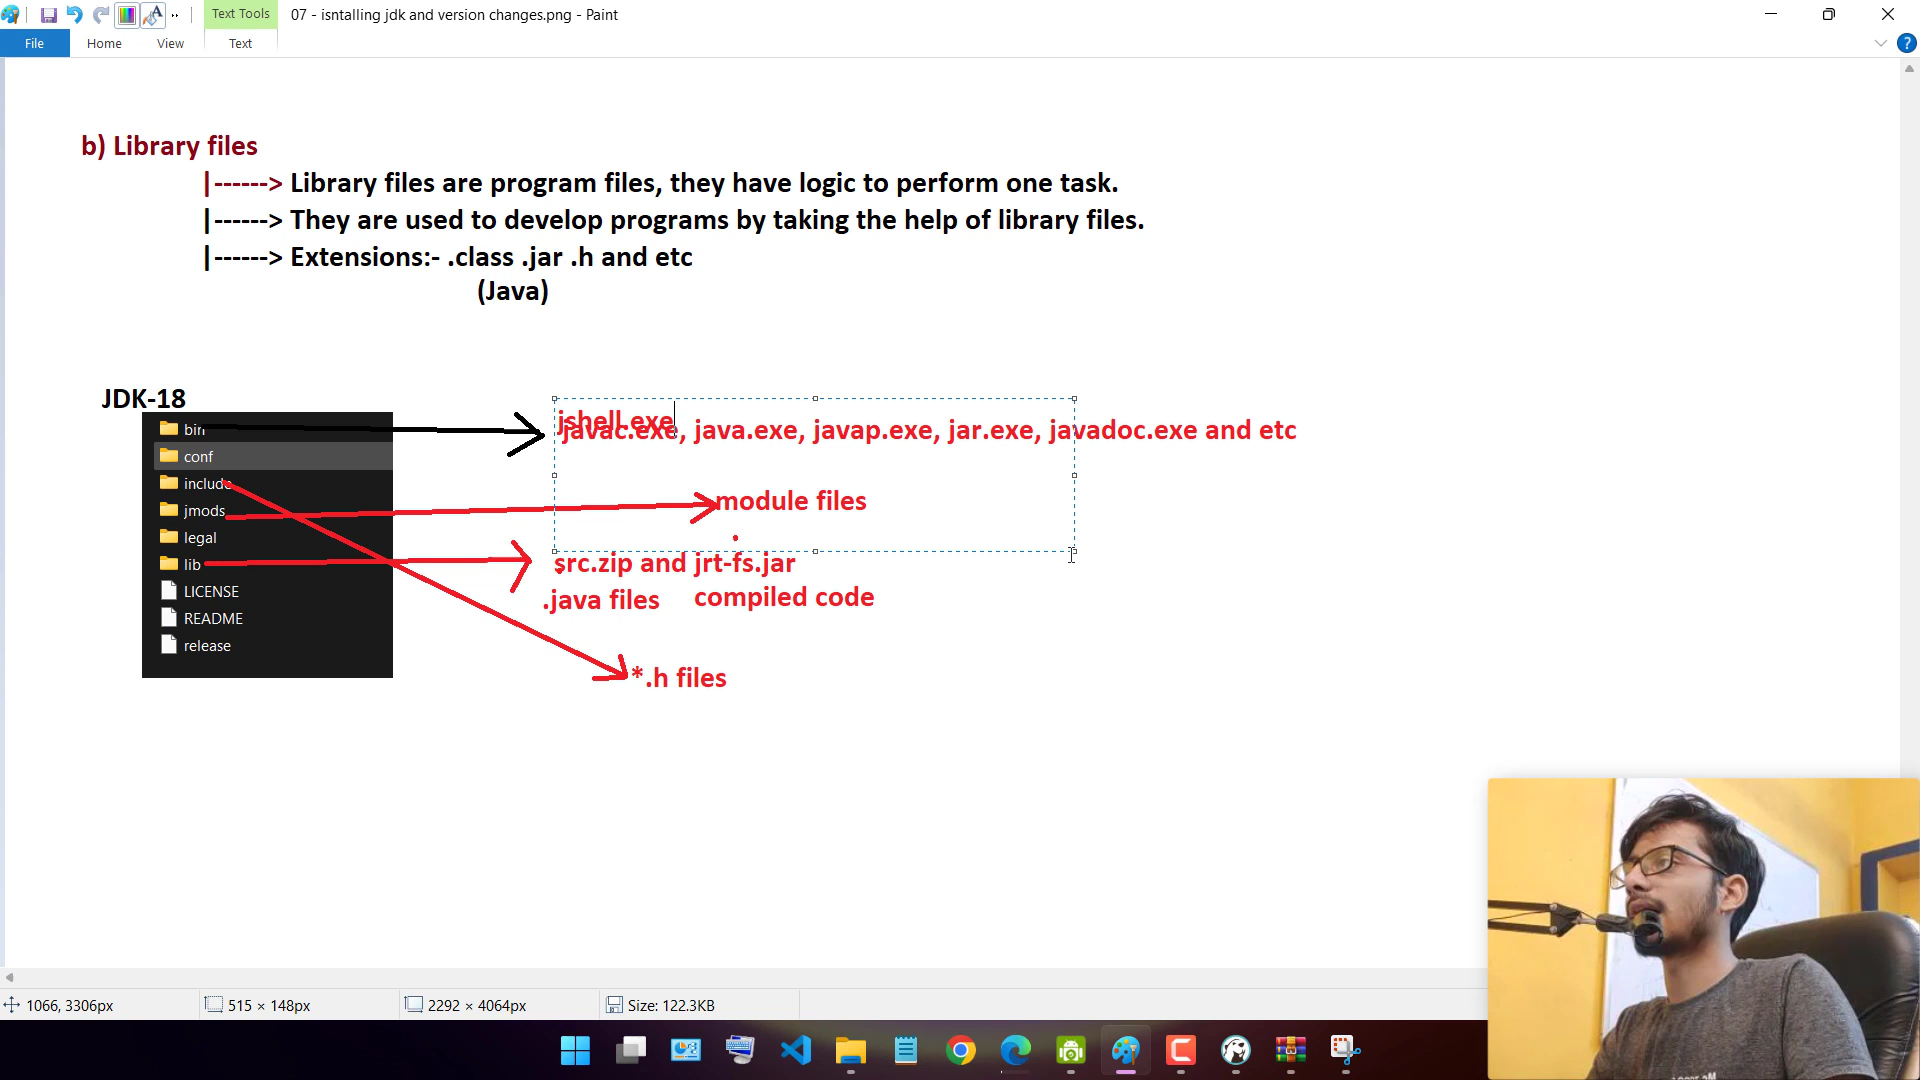 07 - isntalling jdk and version changes.png - Paint
Text Tools
File
Home
View
Text
b) Library files
|------> Library files are program files, they have logic to perform one task.
|------> They are used to develop programs by taking the help of library files.
|------> Extensions:- .class .jar .h and etc
(Java)
JDK-18
bin
conf
include
jmods
legal
lib
LICENSE
README
release
jshell.exe
javac.exe, java.exe, javap.exe, jar.exe, javadoc.exe and etc
module files
src.zip and jrt-fs.jar
.java files compiled code
*.h files
1066, 3306px
515 × 148px
2292 × 4064px
Size: 122.3KB